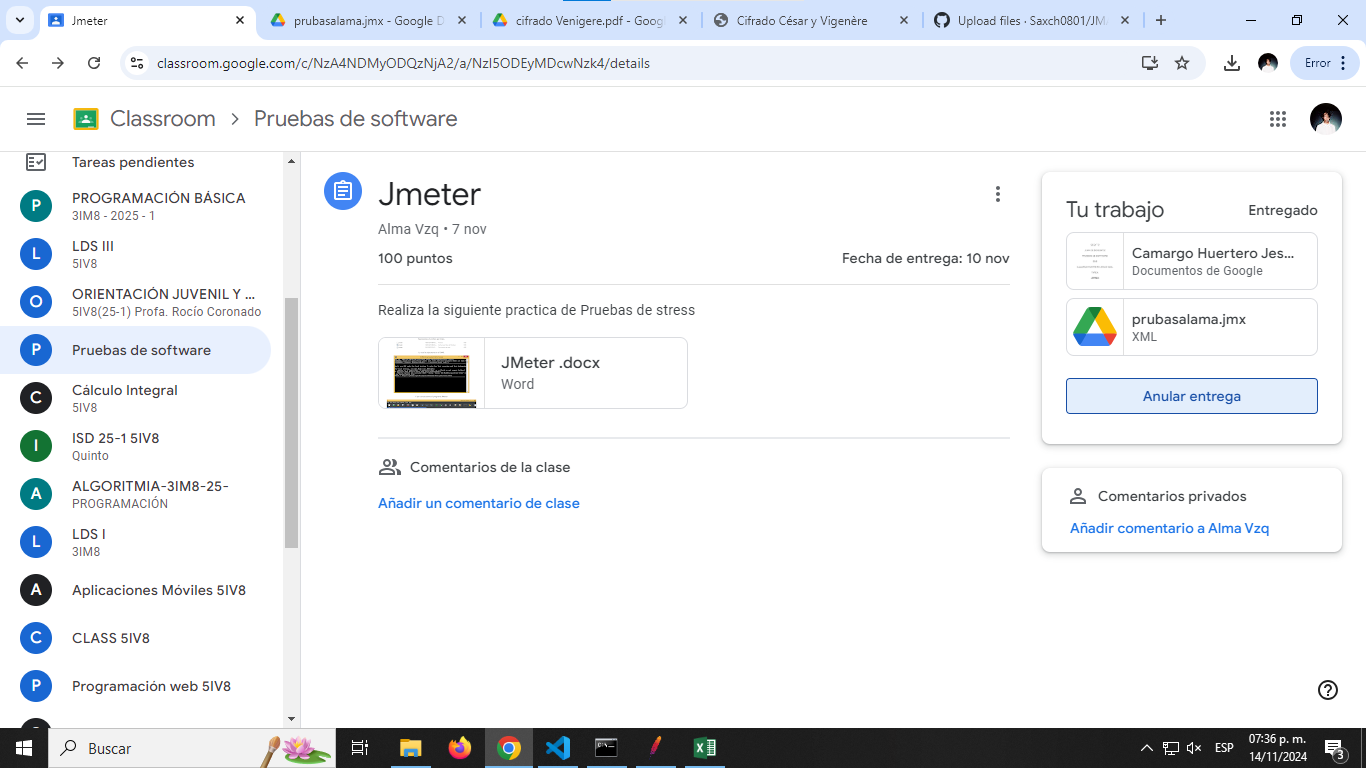 Jmeter
prubasalama.jmx - Google D
cifrado Venigere.pdf - Goog
Cifrado César y Vigenère
Upload files · Saxch0801/JMA
classroom.google.com/c/NzA4NDMyODQzNjA2/a/NzI5ODEyMDcwNzk4/details
Error
Classroom
Pruebas de software
Tareas pendientes
P
PROGRAMACIÓN BÁSICA
3IM8 - 2025 - 1
L
LDS III
5IV8
O
ORIENTACIÓN JUVENIL Y ...
5IV8(25-1) Profa. Rocío Coronado
P
Pruebas de software
C
Cálculo Integral
5IV8
I
ISD 25-1 5IV8
Quinto
A
ALGORITMIA-3IM8-25-
PROGRAMACIÓN
L
LDS I
3IM8
A
Aplicaciones Móviles 5IV8
C
CLASS 5IV8
P
Programación web 5IV8
Jmeter
Alma Vzq • 7 nov
100 puntos
Fecha de entrega: 10 nov
Realiza la siguiente practica de Pruebas de stress
JMeter .docx
Word
Comentarios de la clase
Añadir un comentario de clase
Tu trabajo
Entregado
Camargo Huertero Jes...
Documentos de Google
prubasalama.jmx
XML
Anular entrega
Comentarios privados
Añadir comentario a Alma Vzq
Buscar
ESP
07:36 p. m.
14/11/2024
3